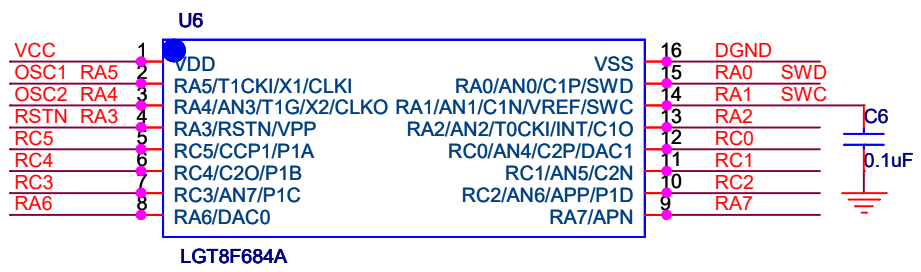 U6
VCC 1 VDD VSS 16 DGND
OSC1 RA5 2 RA5/T1CKI/X1/CLKI RA0/AN0/C1P/SWD 15 RA0 SWD
OSC2 RA4 3 RA4/AN3/T1G/X2/CLKO RA1/AN1/C1N/VREF/SWC 14 RA1 SWC
RSTN RA3 4 RA3/RSTN/VPP RA2/AN2/T0CKI/INT/C1O 13 RA2
C6
RC5 5 RC5/CCP1/P1A RC0/AN4/C2P/DAC1 12 RC0
RC4 6 RC4/C2O/P1B RC1/AN5/C2N 11 RC1
0.1uF
RC3 7 RC3/AN7/P1C RC2/AN6/APP/P1D 10 RC2
RA6 8 RA6/DAC0 RA7/APN 9 RA7
LGT8F684A